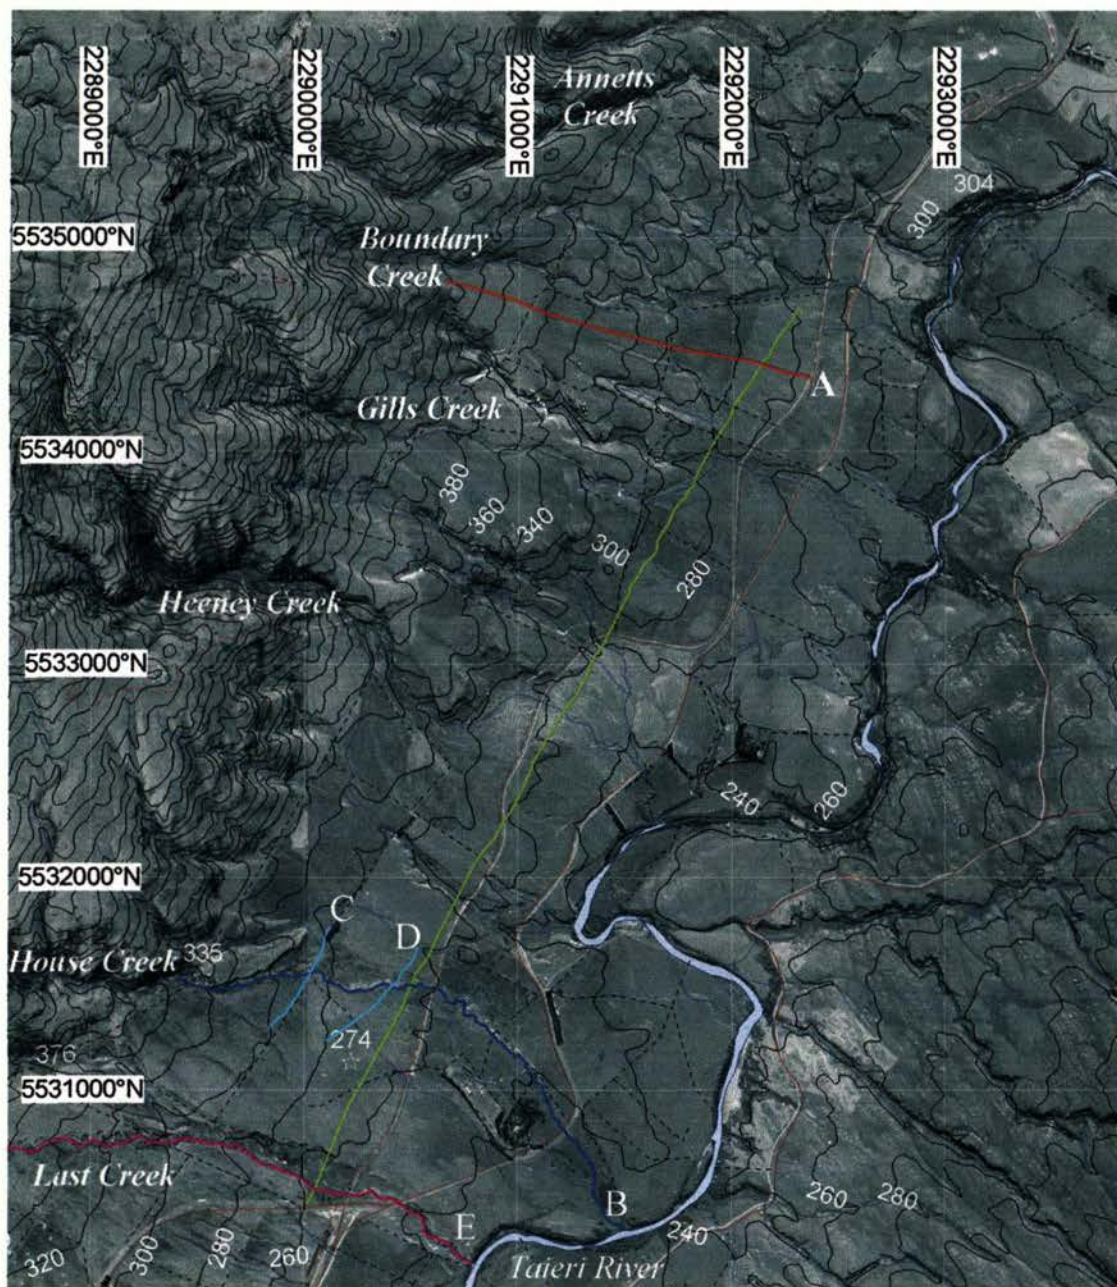 2289000°E
2290000°E
2291000°E
2292000°E
2293000°E
Annetts
Creek
304
300
5535000°N
Boundary
Creek
A
Gills Creek
5534000°N
380
360
340
300
280
Heeney Creek
5533000°N
240
260
5532000°N
C
D
House Creek
335
274
376
5531000°N
Last Creek
E
B
260
280
240
320
300
280
260
Taieri River